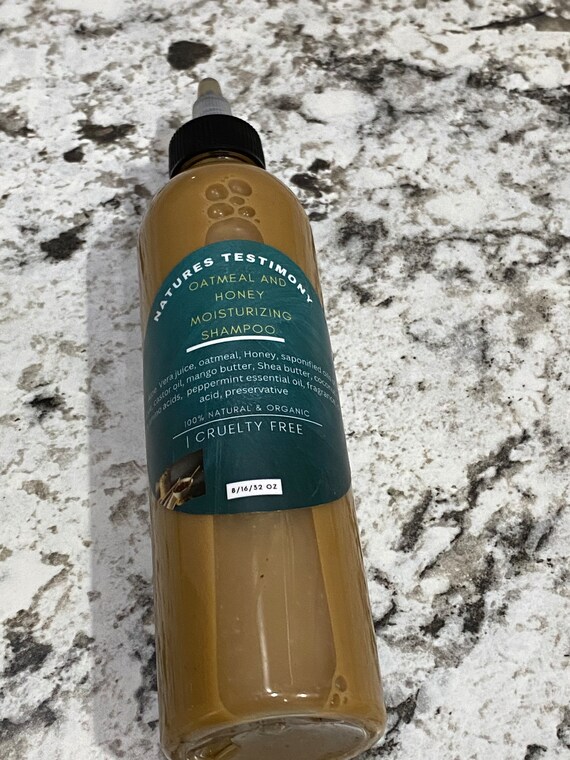 NATURES TESTIMONY
OATMEAL AND
HONEY
MOISTURIZING
SHAMPOO
Vera juice, oatmeal, Honey, saponified
castor oil, mango butter, Shea butter,
acids, peppermint essential oil,
acid, preservative
100% NATURAL & ORGANIC
| CRUELTY FREE
8/16/32 OZ